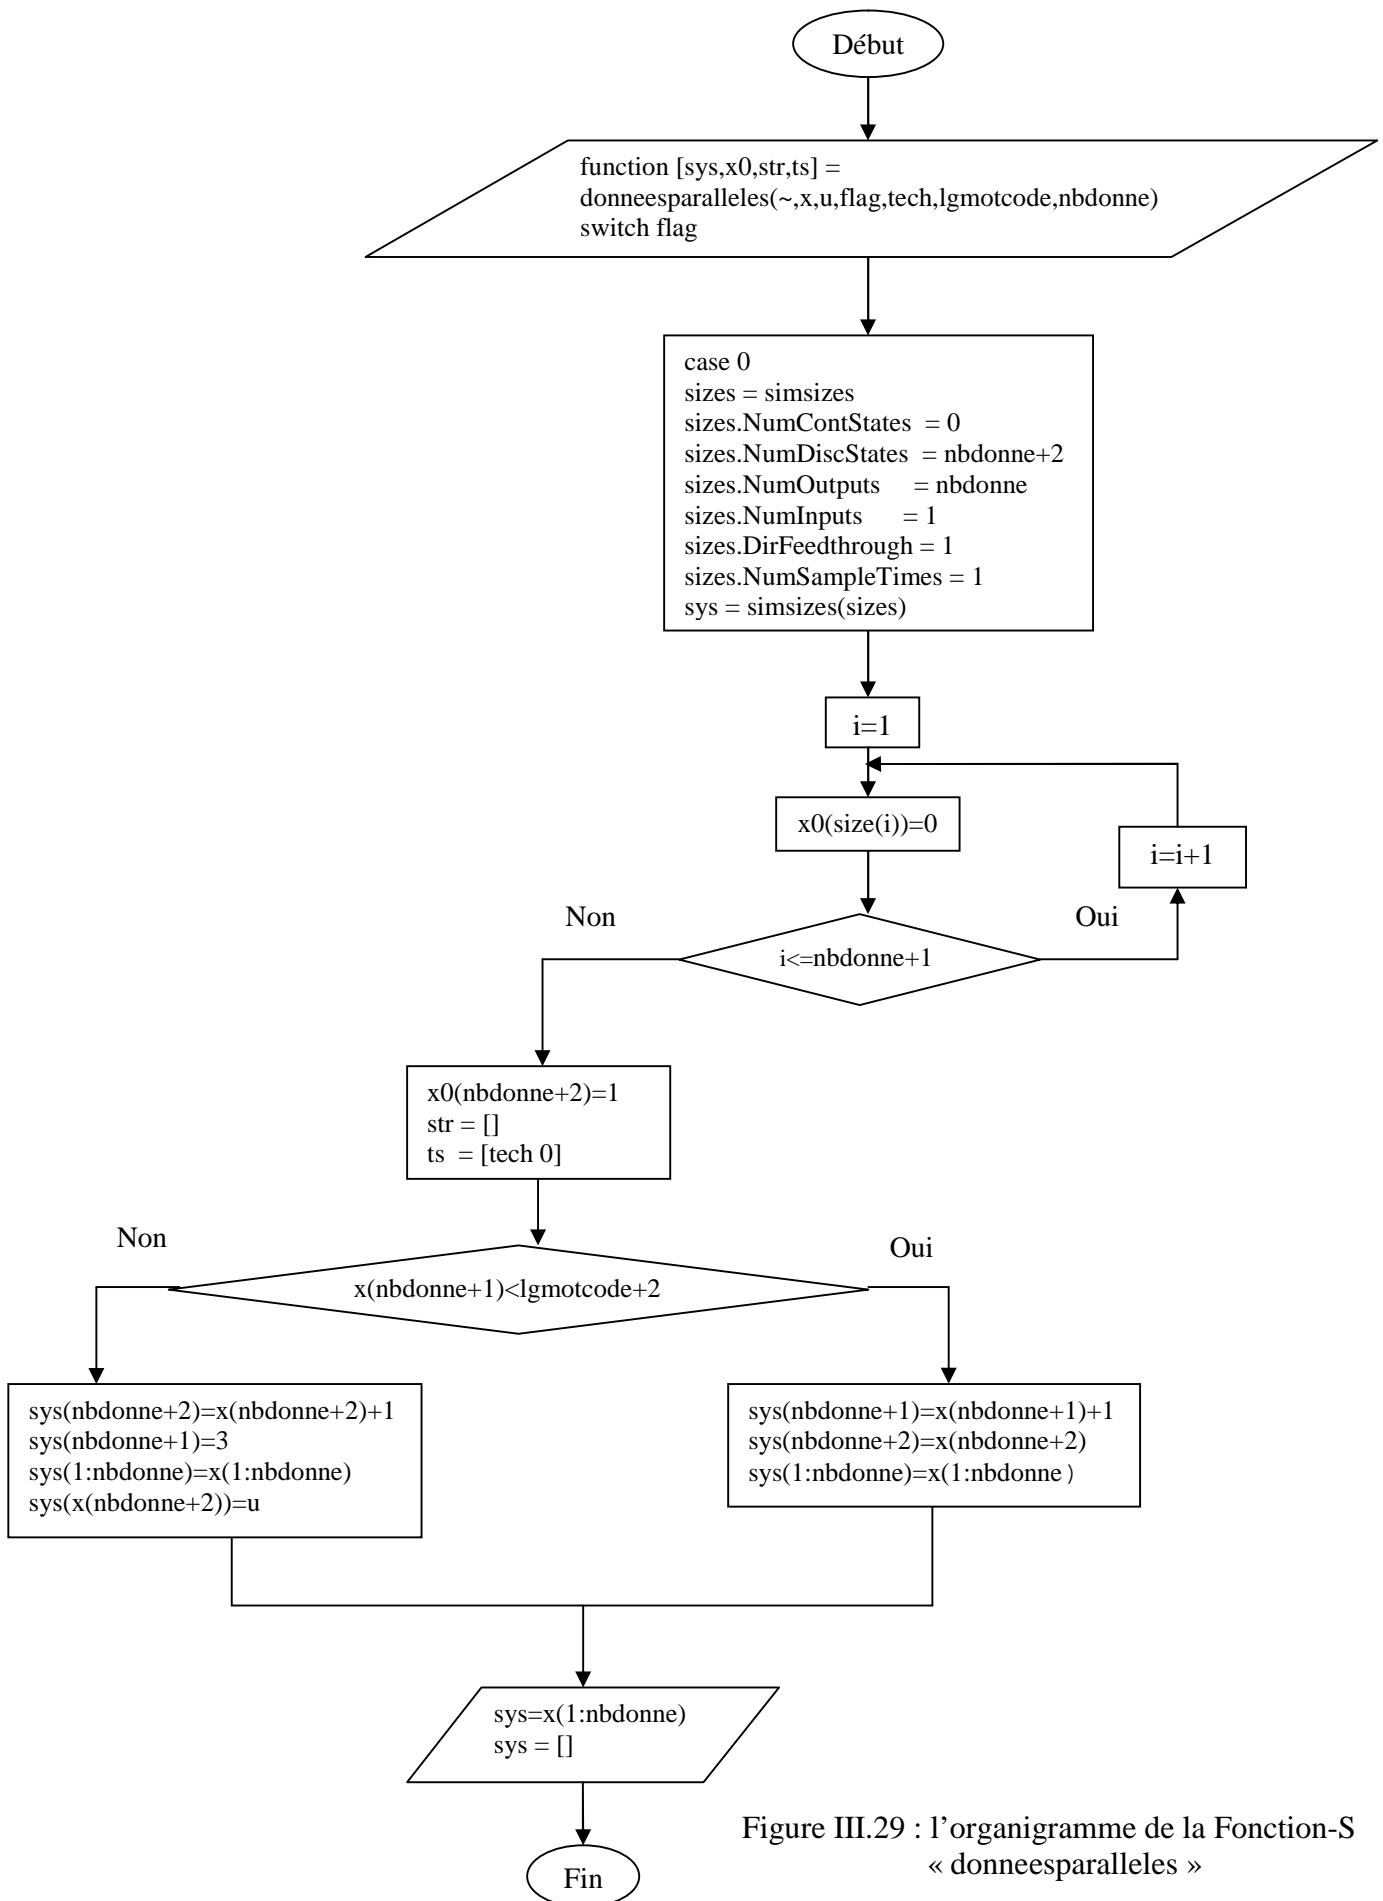 Début
function [sys,x0,str,ts] =
donneesparalleles(~,x,u,flag,tech,lgmotcode,nbdonne)
switch flag
case 0
sizes = simsizes
sizes.NumContStates = 0
sizes.NumDiscStates = nbdonne+2
sizes.NumOutputs = nbdonne
sizes.NumInputs = 1
sizes.DirFeedthrough = 1
sizes.NumSampleTimes = 1
sys = simsizes(sizes)
i=1
x0(size(i))=0
i=i+1
Non
Oui
i<=nbdonne+1
x0(nbdonne+2)=1
str = []
ts = [tech 0]
Non
Oui
x(nbdonne+1)<lgmotcode+2
sys(nbdonne+2)=x(nbdonne+2)+1
sys(nbdonne+1)=3
sys(1:nbdonne)=x(1:nbdonne)
sys(x(nbdonne+2))=u
sys(nbdonne+1)=x(nbdonne+1)+1
sys(nbdonne+2)=x(nbdonne+2)
sys(1:nbdonne)=x(1:nbdonne)
sys=x(1:nbdonne)
sys = []
Fin
Figure III.29 : l’organigramme de la Fonction-S
« donneesparalleles »